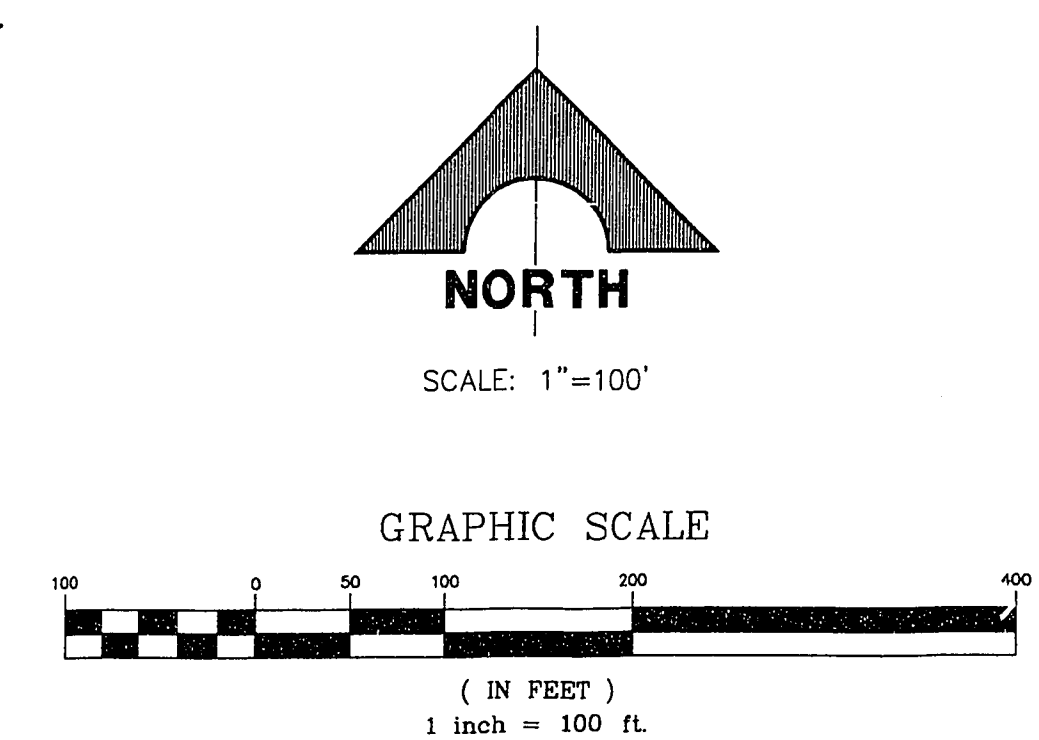 NORTH
SCALE: 1"=100'
GRAPHIC SCALE
100 0 50 100 200 400
( IN FEET )
1 inch = 100 ft.